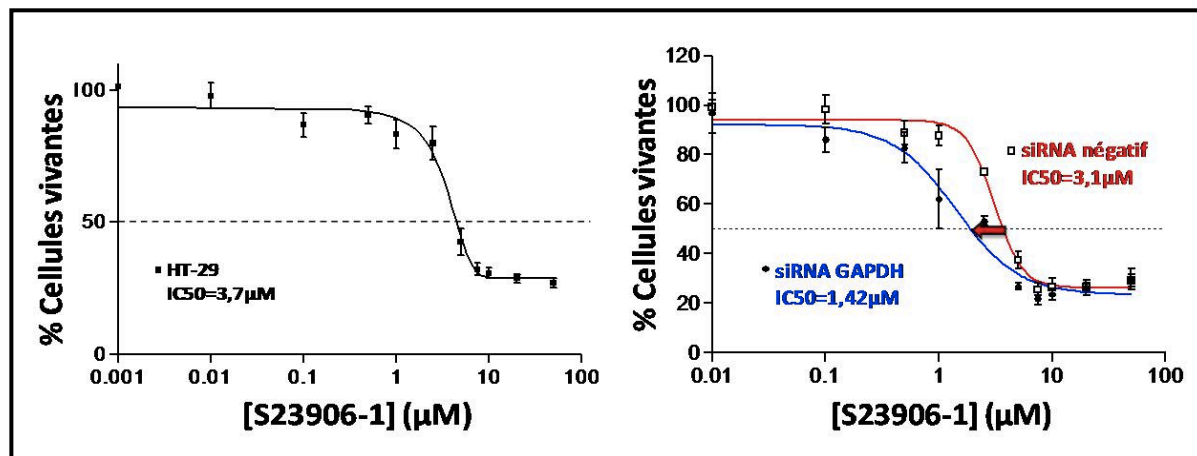 % Cellules vivantes
100
50
0
0.001
0.01
0.1
1
10
100
HT-29
IC50=3,7µM
[S23906-1] (µM)
% Cellules vivantes
120
100
80
60
40
20
0
0.01
0.1
1
10
100
siRNA négatif
IC50=3,1µM
siRNA GAPDH
IC50=1,42µM
[S23906-1] (µM)